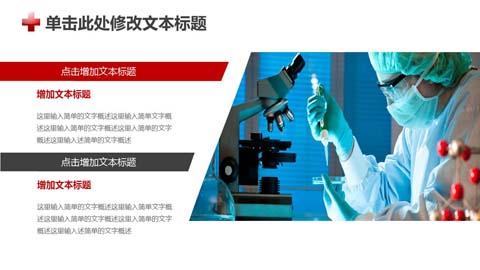 单击此处修改文本标题
点击增加文本标题
增加文本标题
这里输入简单的文字概述这里输入简单文字概
述这里输入简单的文字概述这里输入简单的文字
概述这里输入述简单的文字概述
点击增加文本标题
增加文本标题
这里输入简单的文字概述这里输入简单文字概
述这里输入简单的文字概述这里输入简单的文字
概述这里输入述简单的文字概述